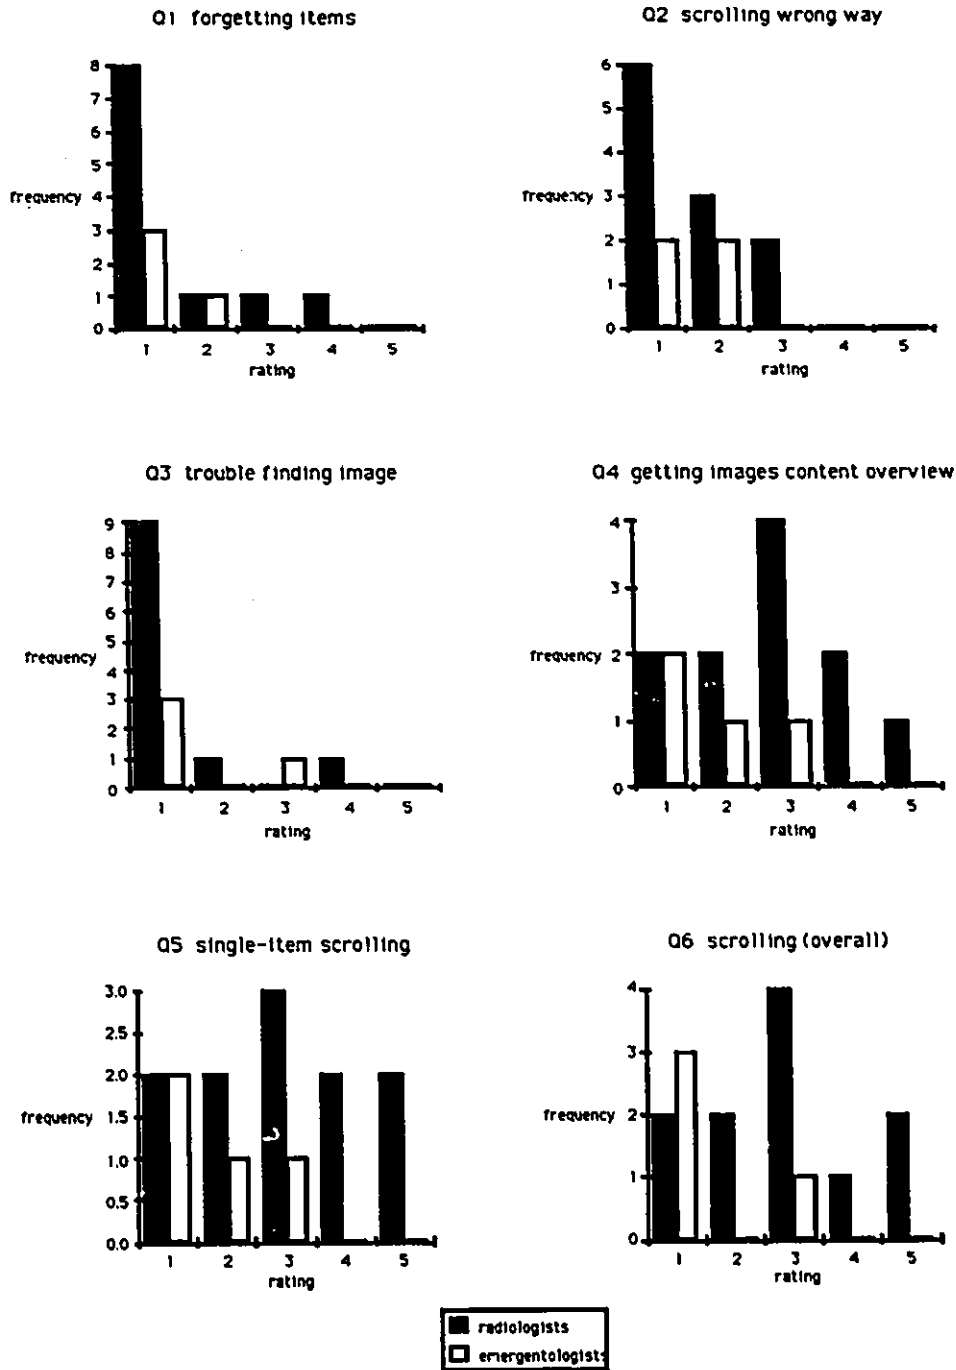 Q1 forgetting items
8
7
6
5
frequency 4
3
2
1
0
1 2 3 4 5
rating
Q2 scrolling wrong way
6
5
4
frequency 3
2
1
0
1 2 3 4 5
rating
Q3 trouble finding image
9
8
7
6
5
frequency
4
3
2
1
0
1 2 3 4 5
rating
Q4 getting images content overview
4
3
frequency 2
1
0
1 2 3 4 5
rating
Q5 single-item scrolling
3.0
2.5
2.0
frequency 1.5
1.0
0.5
0.0
1 2 3 4 5
rating
Q6 scrolling (overall)
4
3
frequency 2
1
0
1 2 3 4 5
rating
radiologists
emergentologists